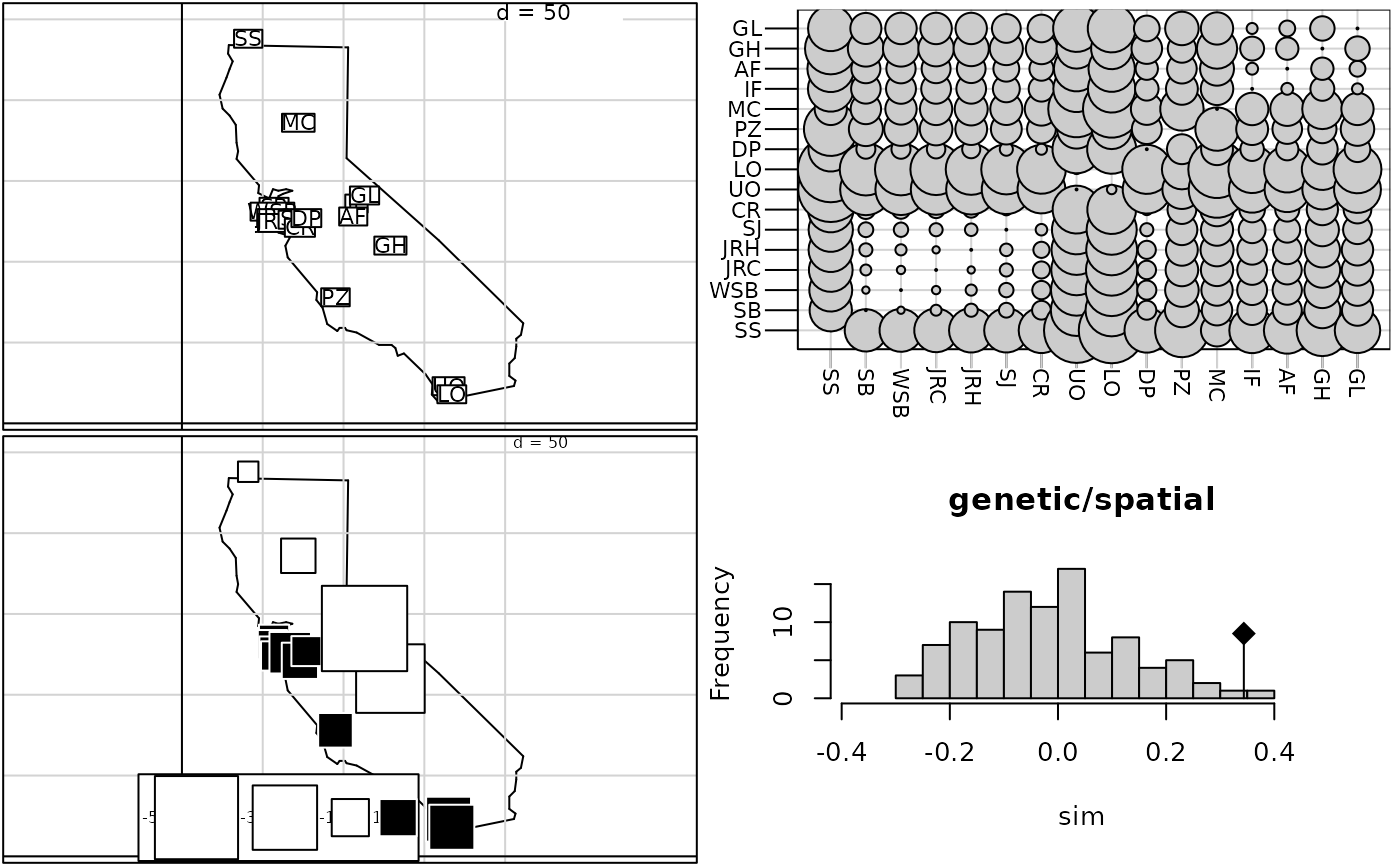 d = 50
SS
MC
GL
AF
DP
CR
GH
PZ
LO
GL
GH
AF
IF
MC
PZ
DP
LO
UO
CR
SJ
JRH
JRC
WSB
SB
SS
SS SB WSB JRC JRH SJ CR UO LO DP PZ MC IF AF GH GL
d = 50
genetic/spatial
Frequency
10
0
-0.4 -0.2 0.0 0.2 0.4
sim